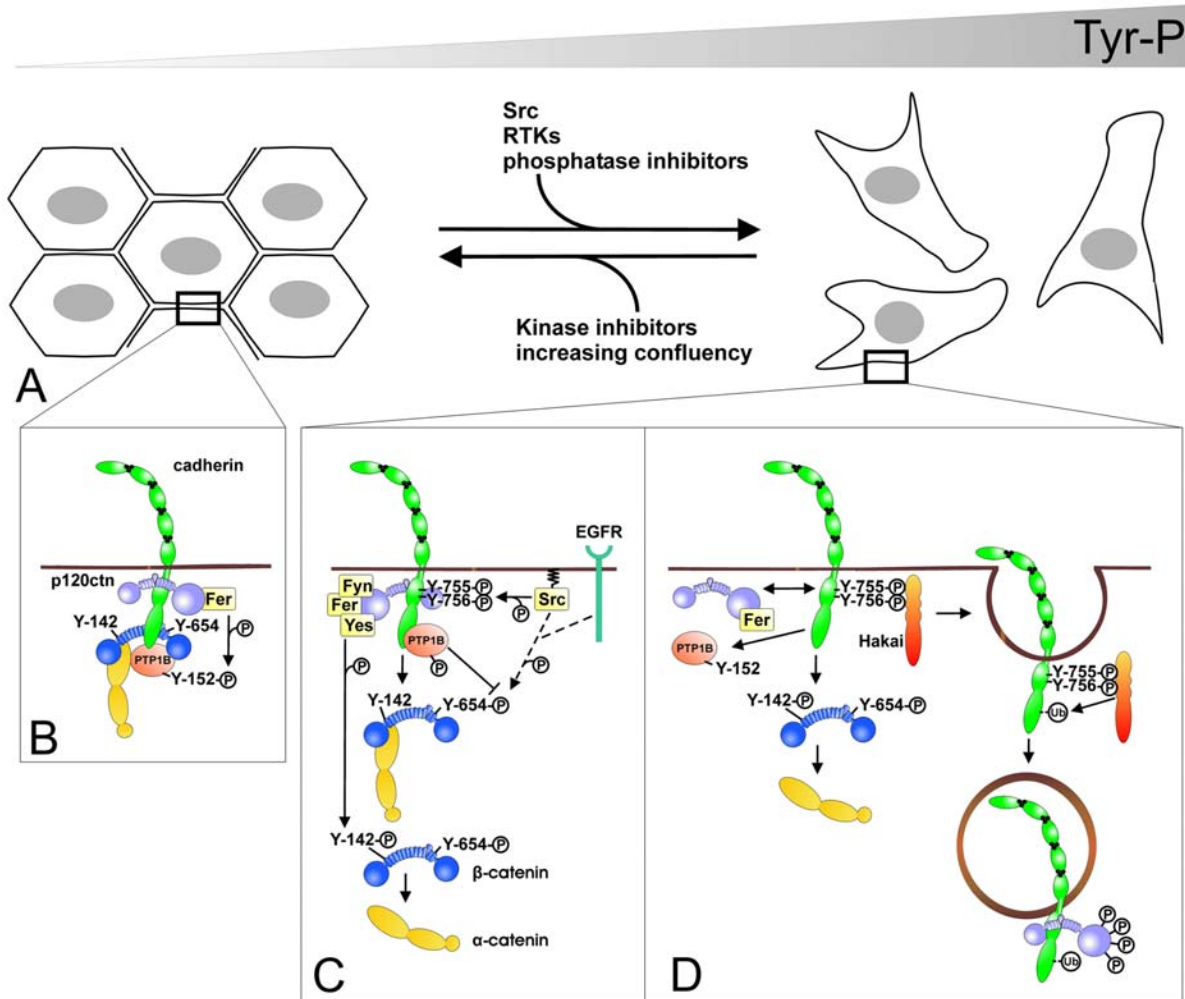 Tyr-P
Src
RTKs
phosphatase inhibitors
Kinase inhibitors
increasing confluency
A
cadherin
p120ctn
Fer
Y-142
Y-654
P
PTP1B
Y-152-P
B
EGFR
Fyn
Fer
Yes
Y-755-P
Y-756-P
P
Src
PTP1B
P
P
P
Y-142
Y-654-P
Y-142-P
Y-654-P
β-catenin
α-catenin
C
Y-755-P
Y-756-P
Fer
Hakai
PTP1B
Y-152
Y-142-P
Y-654-P
Y-755-P
Y-756-P
Ub
P
P
P
P
Ub
D